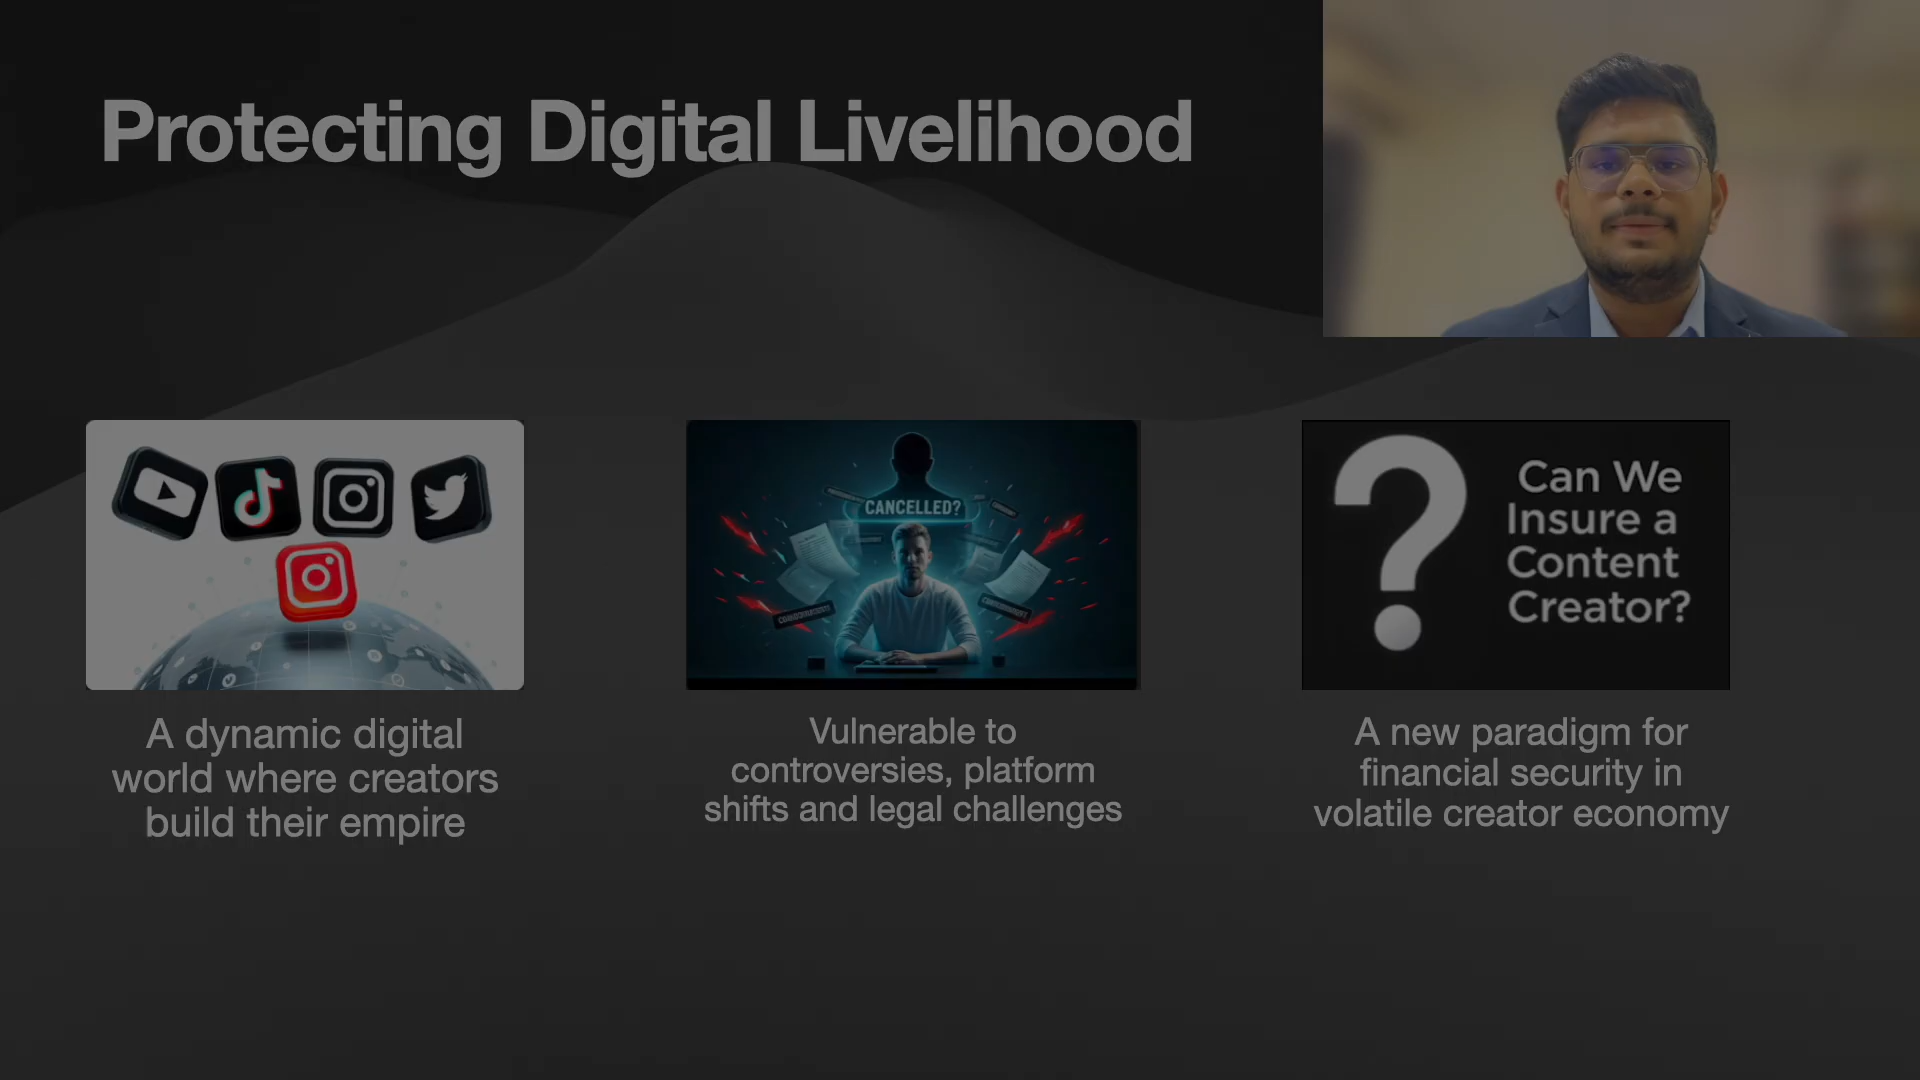 Protecting Digital Livelihood
CANCELLED?
Can We
Insure a
Content
Creator?
A dynamic digital
world where creators
build their empire
Vulnerable to
controversies, platform
shifts and legal challenges
A new paradigm for
financial security in
volatile creator economy